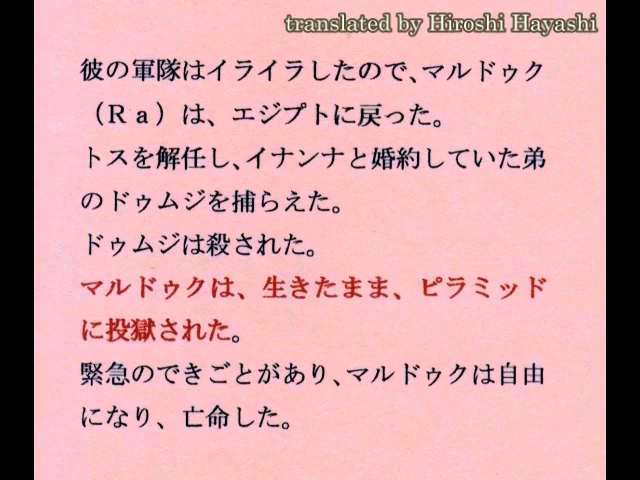 translated by Hiroshi Hayashi
彼の軍隊はイライラしたので、マルドゥク
（Ｒａ）は、エジプトに戻った。
トスを解任し、イナンナと婚約していた弟
のドゥムジを捕らえた。
ドゥムジは殺された。
マルドゥクは、生きたまま、ピラミッド
に投獄された。
緊急のできごとがあり、マルドゥクは自由
になり、亡命した。